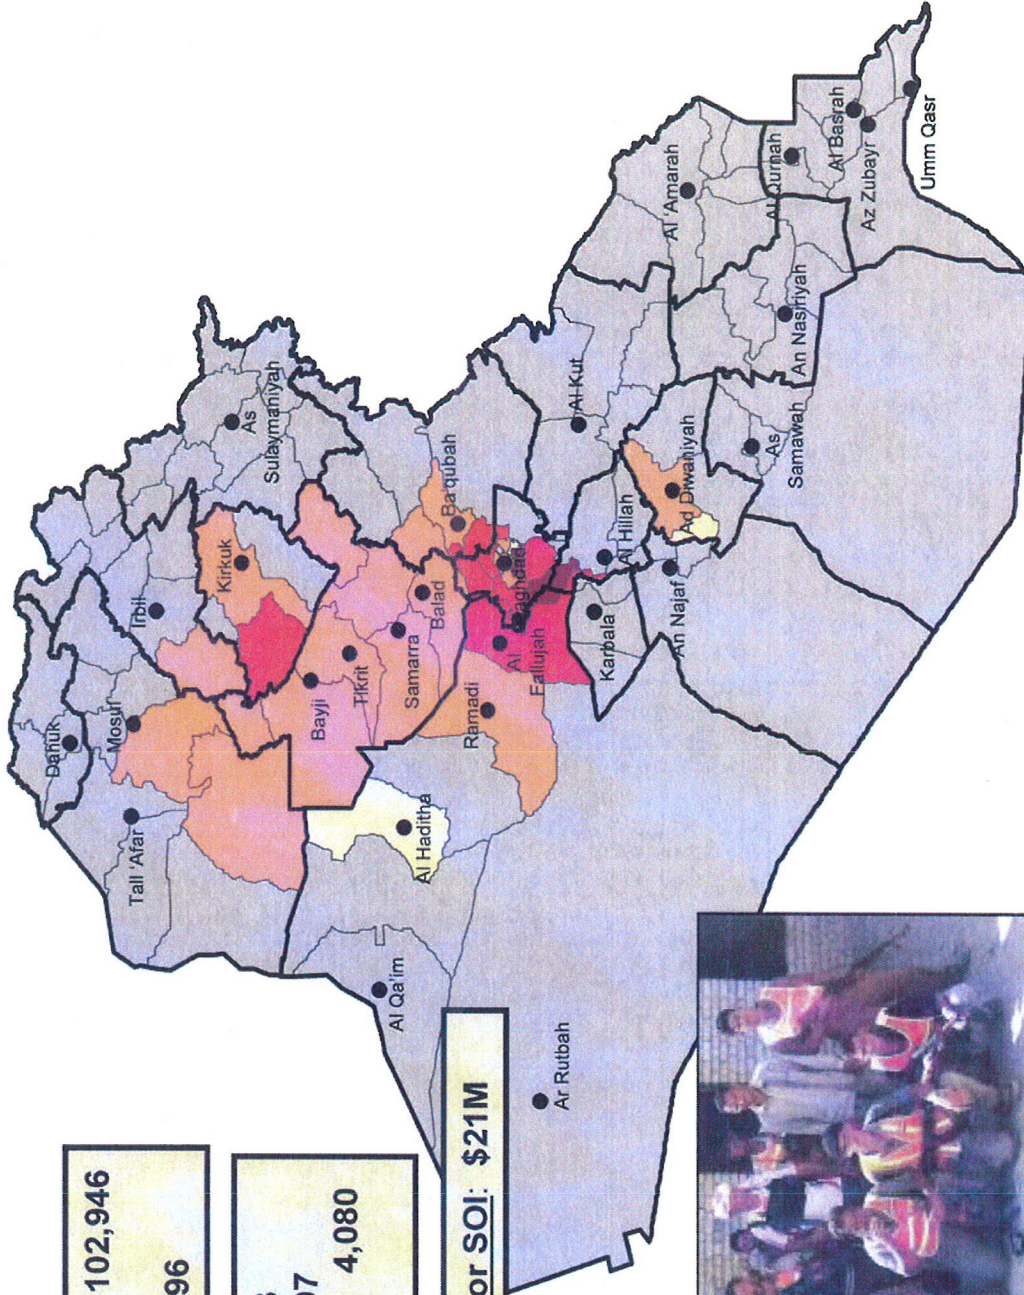 102,946
96
07
4,080
or SOI: $21M
Dahuk
Mosul
Tall 'Afar
Irbil
Kirkuk
As
Sulaymaniyah
Bayji
Tikrit
Samarra
Balad
Ba'qubah
Al Haditha
Al Qa'im
Ramadi
Al
Fallujah
Baghdad
Ar Rutbah
Karbala
Al Hillah
An Najaf
Ad Diwaniyah
Al Kut
As
Samawah
An Nasiriyah
Al 'Amarah
Al Qurnah
Al Basrah
Az Zubayr
Umm Qasr